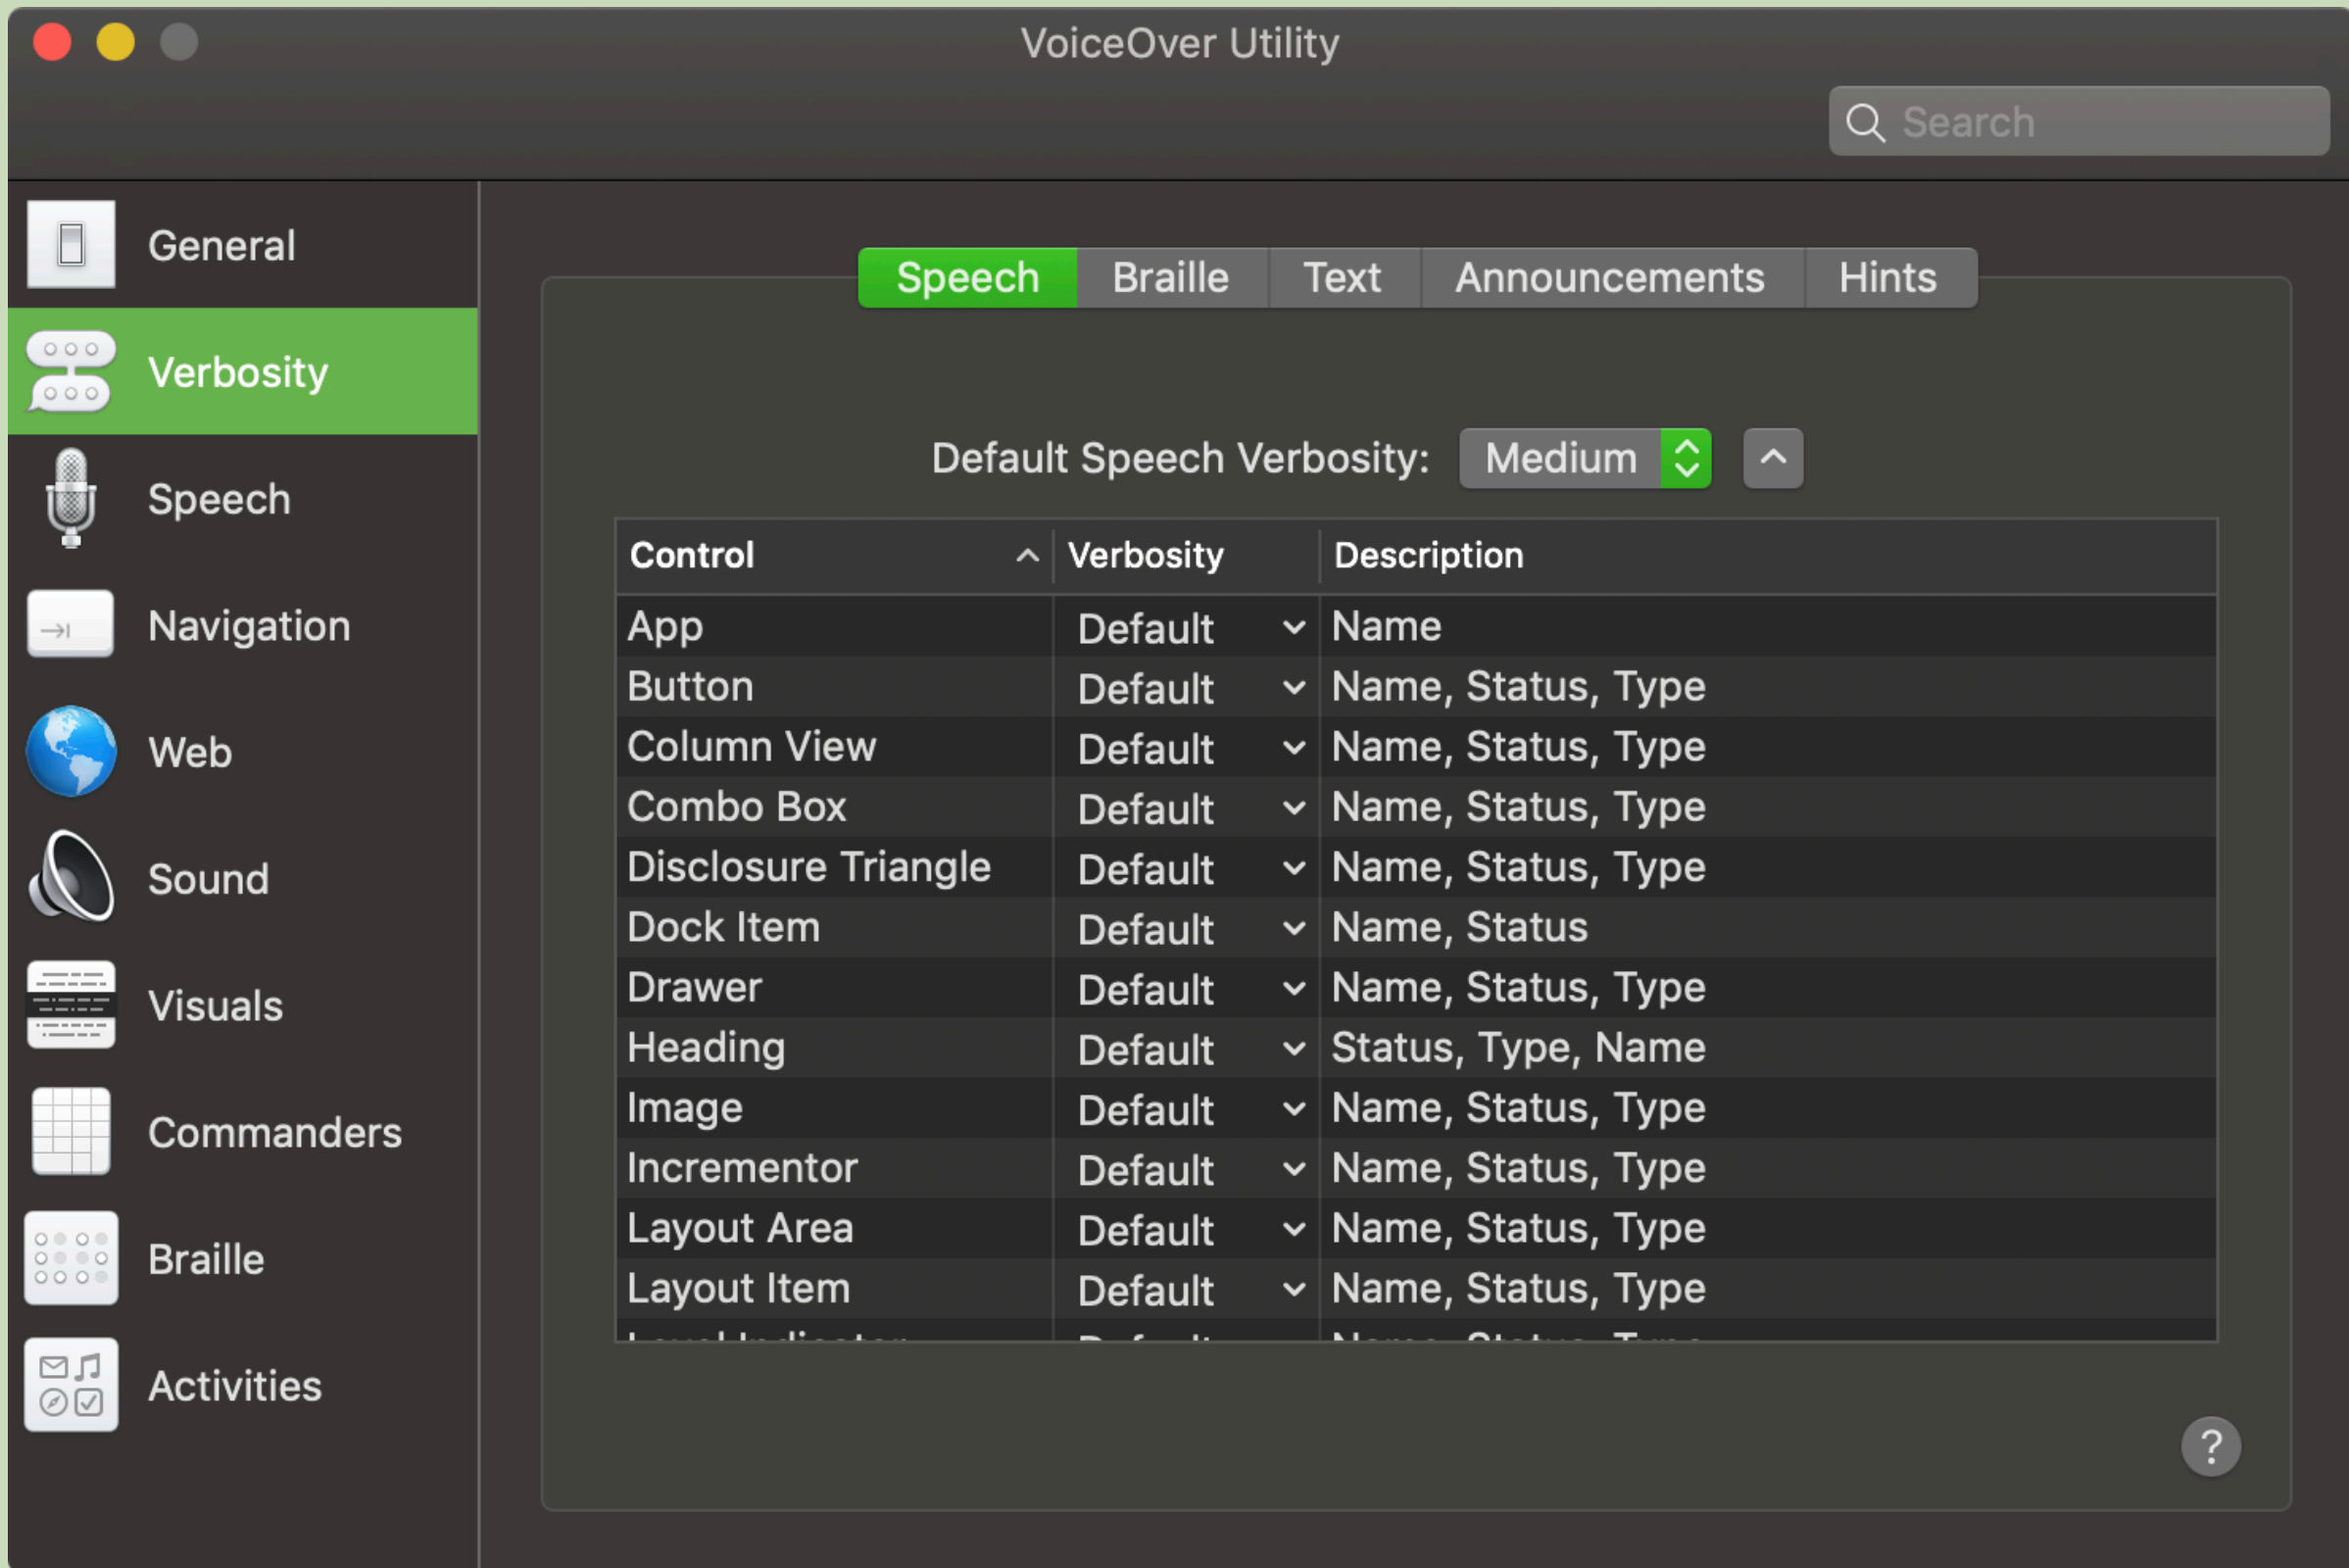 VoiceOver Utility
Search
General
Verbosity
Speech
Navigation
Web
Sound
Visuals
Commanders
Braille
Activities
Speech Braille Text Announcements Hints
Default Speech Verbosity: Medium
Control Verbosity Description
App Default Name
Button Default Name, Status, Type
Column View Default Name, Status, Type
Combo Box Default Name, Status, Type
Disclosure Triangle Default Name, Status, Type
Dock Item Default Name, Status
Drawer Default Name, Status, Type
Heading Default Status, Type, Name
Image Default Name, Status, Type
Incrementor Default Name, Status, Type
Layout Area Default Name, Status, Type
Layout Item Default Name, Status, Type
?